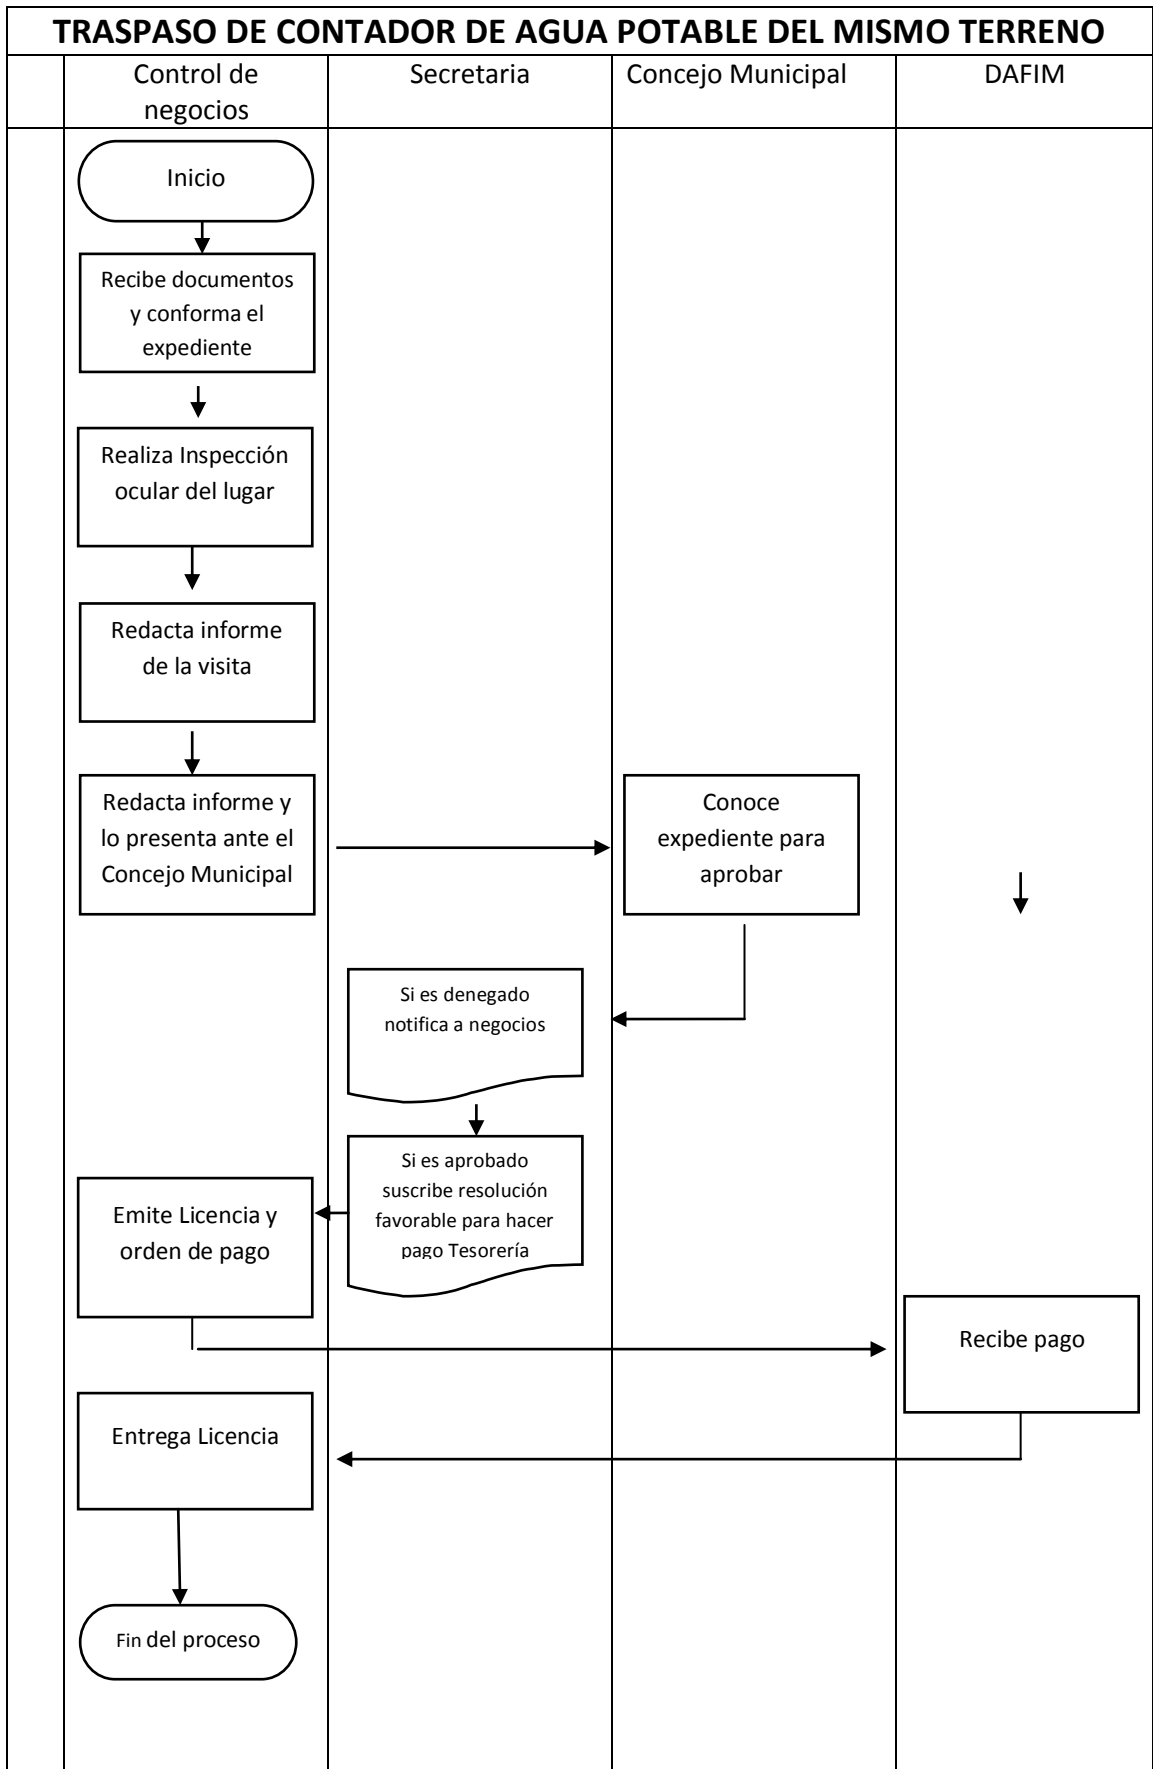 TRASPASO DE CONTADOR DE AGUA POTABLE DEL MISMO TERRENO
Control de
negocios
Secretaria
Concejo Municipal
DAFIM
Inicio
Recibe documentos
y conforma el
expediente
Realiza Inspección
ocular del lugar
Redacta informe
de la visita
Redacta informe y
lo presenta ante el
Concejo Municipal
Conoce
expediente para
aprobar
Si es denegado
notifica a negocios
Si es aprobado
suscribe resolución
favorable para hacer
pago Tesorería
Emite Licencia y
orden de pago
Recibe pago
Entrega Licencia
Fin del proceso